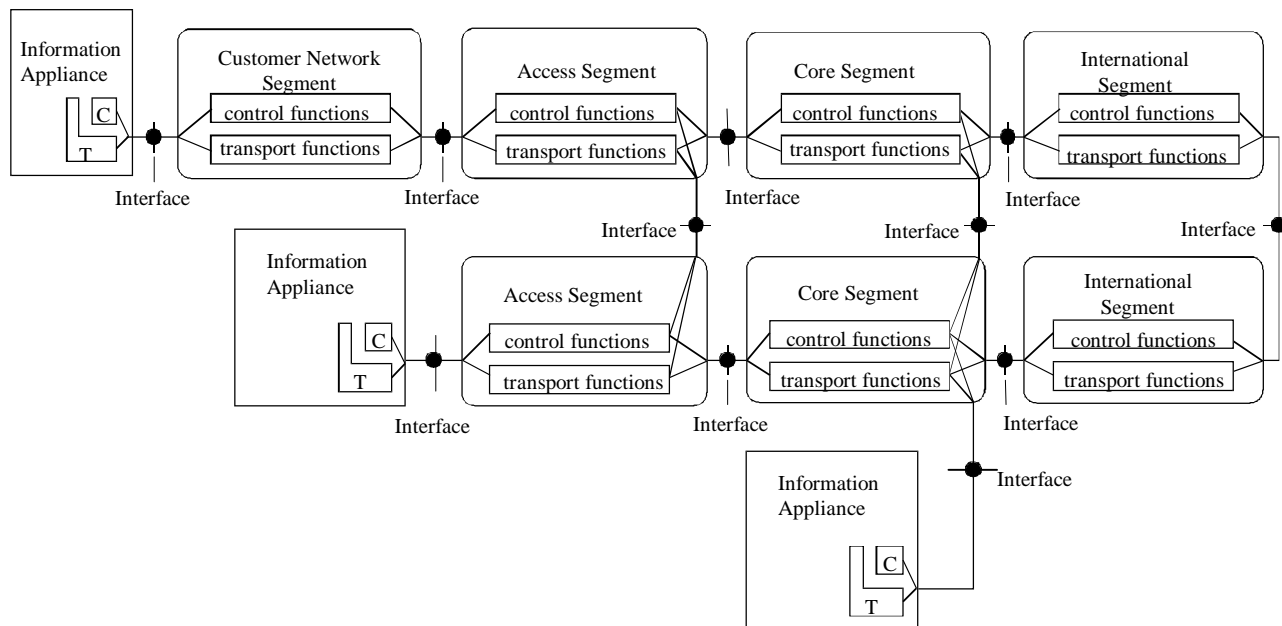 Information
Appliance
C
T
Customer Network
Segment
control functions
transport functions
Access Segment
control functions
transport functions
Core Segment
control functions
transport functions
International
Segment
control functions
transport functions
Interface
Interface
Interface
Interface
Interface
Interface
Interface
Information
Appliance
C
T
Access Segment
control functions
transport functions
Core Segment
control functions
transport functions
International
Segment
control functions
transport functions
Interface
Interface
Interface
Information
Appliance
C
T
Interface